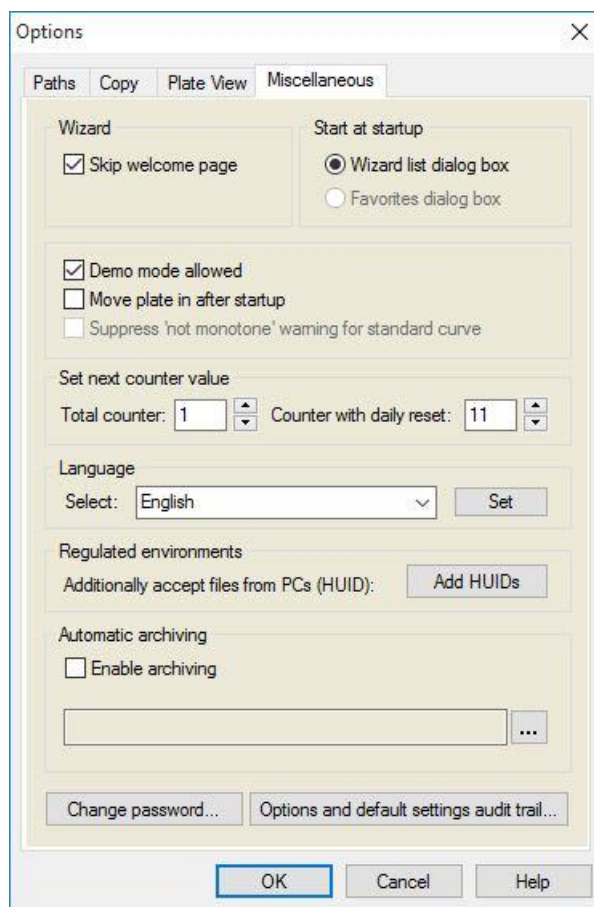 Options
Paths Copy Plate View Miscellaneous
Wizard
Skip welcome page
Start at startup
Wizard list dialog box
Favorites dialog box
Demo mode allowed
Move plate in after startup
Suppress 'not monotone' warning for standard curve
Set next counter value
Total counter: 1 Counter with daily reset: 11
Language
Select: English Set
Regulated environments
Additionally accept files from PCs (HUID): Add HUIDs
Automatic archiving
Enable archiving
...
Change password... Options and default settings audit trail...
OK Cancel Help